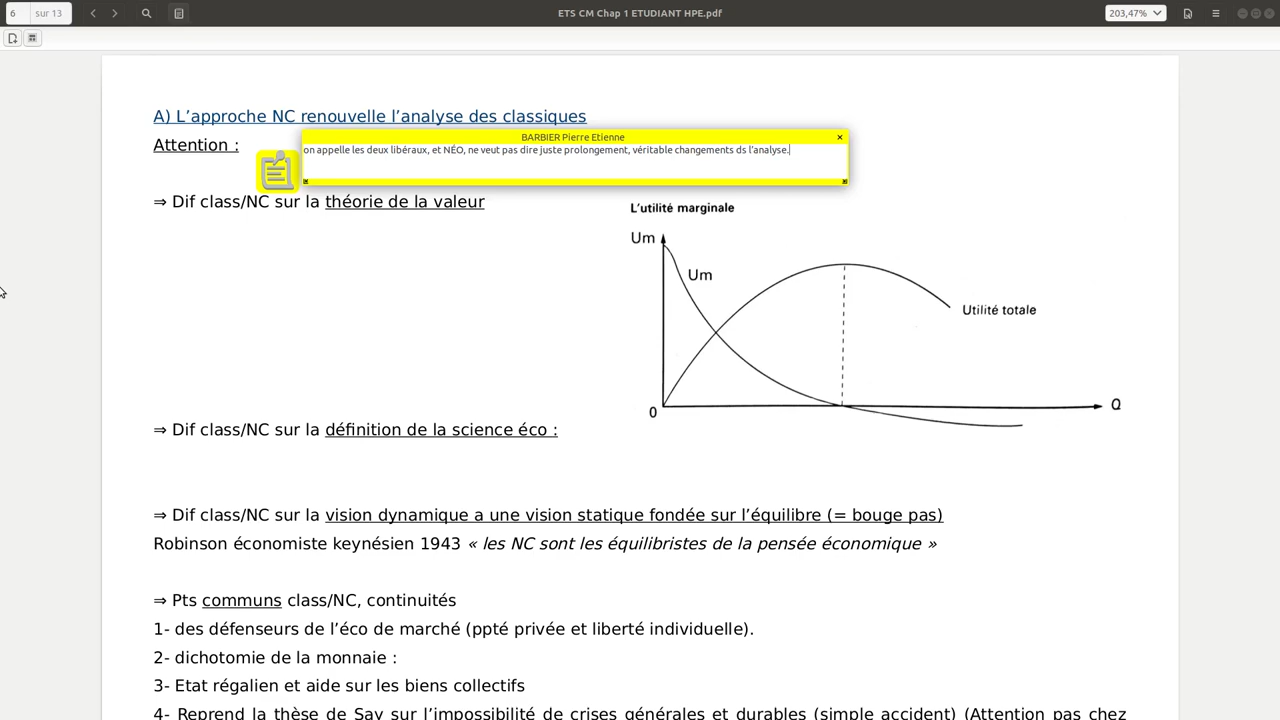 6 sur 13
ETS CM Chap 1 ETUDIANT HPE.pdf
203,47%
A) L’approche NC renouvelle l’analyse des classiques
Attention :
BARBIER Pierre Etienne
on appelle les deux libéraux, et NÉO, ne veut pas dire juste prolongement, véritable changements ds l’analyse.
⇒ Dif class/NC sur la théorie de la valeur
L’utilité marginale
Um
Um
Utilité totale
0
Q
⇒ Dif class/NC sur la définition de la science éco :
⇒ Dif class/NC sur la vision dynamique a une vision statique fondée sur l’équilibre (= bouge pas)
Robinson économiste keynésien 1943 « les NC sont les équilibristes de la pensée économique »
⇒ Pts communs class/NC, continuités
1- des défenseurs de l’éco de marché (ppté privée et liberté individuelle).
2- dichotomie de la monnaie :
3- Etat régalien et aide sur les biens collectifs
4- Reprend la thèse de Say sur l’impossibilité de crises générales et durables (simple accident) (Attention pas chez